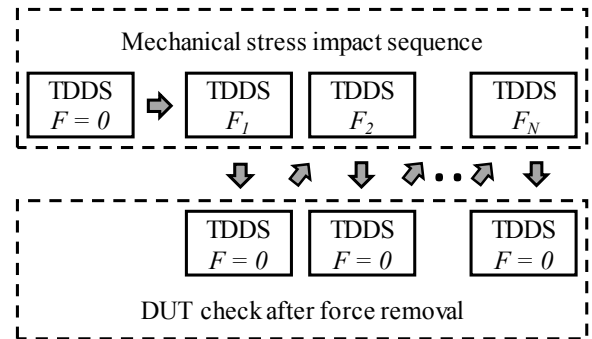 Mechanical stress impact sequence
TDDS
F = 0
TDDS
F1
TDDS
F2
TDDS
FN
TDDS
F = 0
TDDS
F = 0
TDDS
F = 0
DUT check after force removal